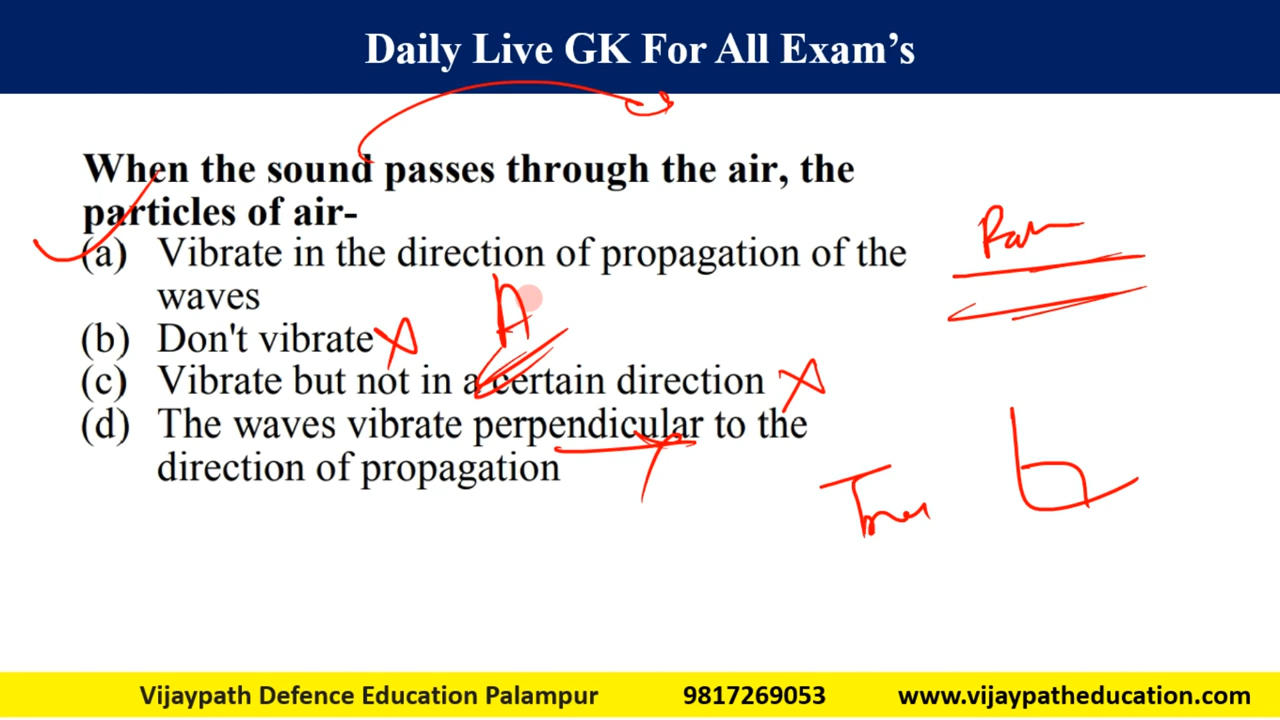 Daily Live GK For All Exam's
When the sound passes through the air, the
particles of air-
(a) Vibrate in the direction of propagation of the
waves
(b) Don't vibrate
(c) Vibrate but not in a certain direction
(d) The waves vibrate perpendicular to the
direction of propagation
A
Vijaypath Defence Education Palampur 9817269053 www.vijaypatheducation.com